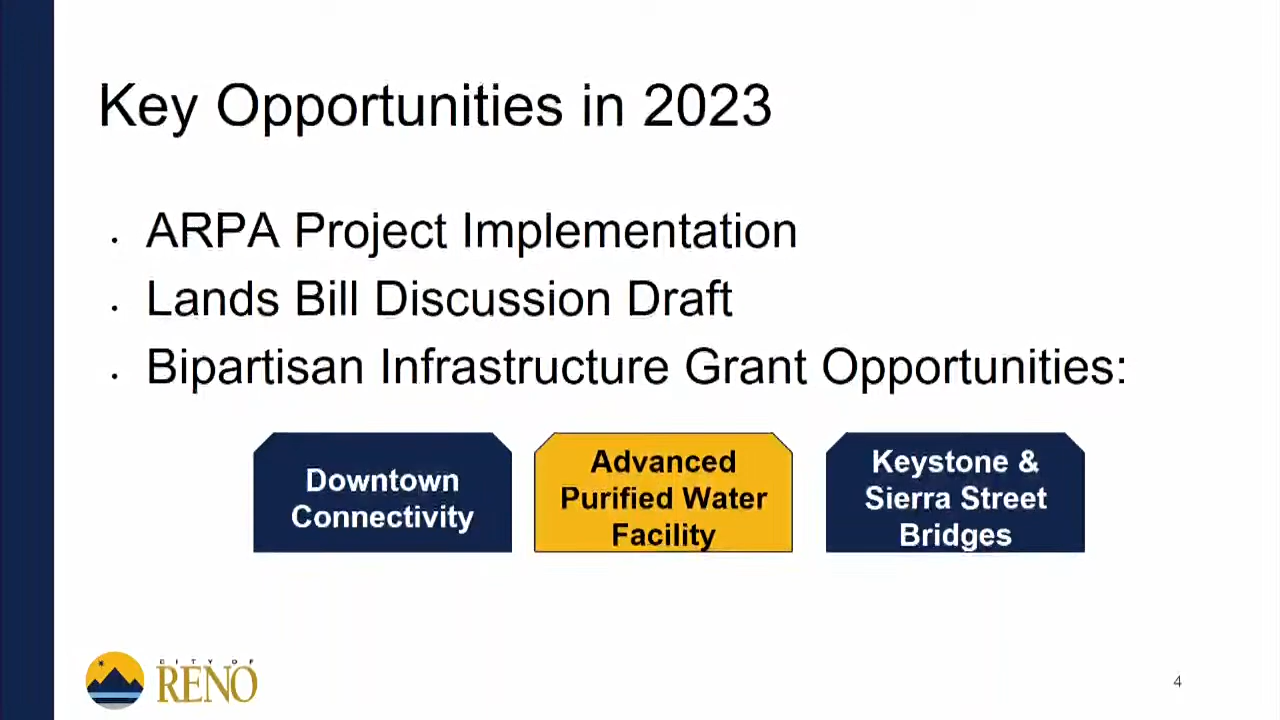 Key Opportunities in 2023
• ARPA Project Implementation
• Lands Bill Discussion Draft
• Bipartisan Infrastructure Grant Opportunities:
Downtown
Connectivity
Advanced
Purified Water
Facility
Keystone &
Sierra Street
Bridges
CITY OF
RENO
4